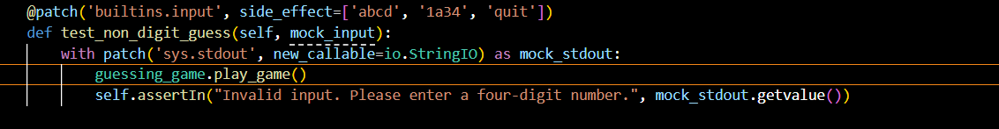 @patch('builtins.input', side_effect=['abcd', '1a34', 'quit'])
def test_non_digit_guess(self, mock_input):
    with patch('sys.stdout', new_callable=io.StringIO) as mock_stdout:
        guessing_game.play_game()
        self.assertIn("Invalid input. Please enter a four-digit number.", mock_stdout.getvalue())